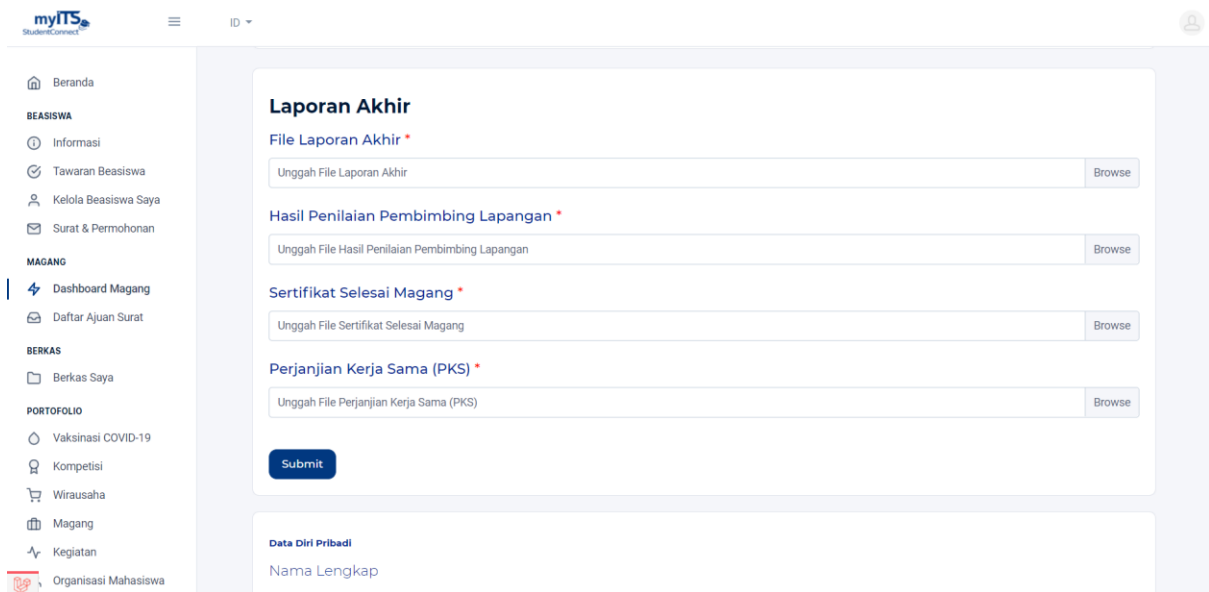 myITS
StudentConnect
ID
Beranda
BEASISWA
Informasi
Tawaran Beasiswa
Kelola Beasiswa Saya
Surat & Permohonan
MAGANG
Dashboard Magang
Daftar Ajuan Surat
BERKAS
Berkas Saya
PORTOFOLIO
Vaksinasi COVID-19
Kompetisi
Wirausaha
Magang
Kegiatan
Organisasi Mahasiswa
Laporan Akhir
File Laporan Akhir *
Unggah File Laporan Akhir Browse
Hasil Penilaian Pembimbing Lapangan *
Unggah File Hasil Penilaian Pembimbing Lapangan Browse
Sertifikat Selesai Magang *
Unggah File Sertifikat Selesai Magang Browse
Perjanjian Kerja Sama (PKS) *
Unggah File Perjanjian Kerja Sama (PKS) Browse
Submit
Data Diri Pribadi
Nama Lengkap